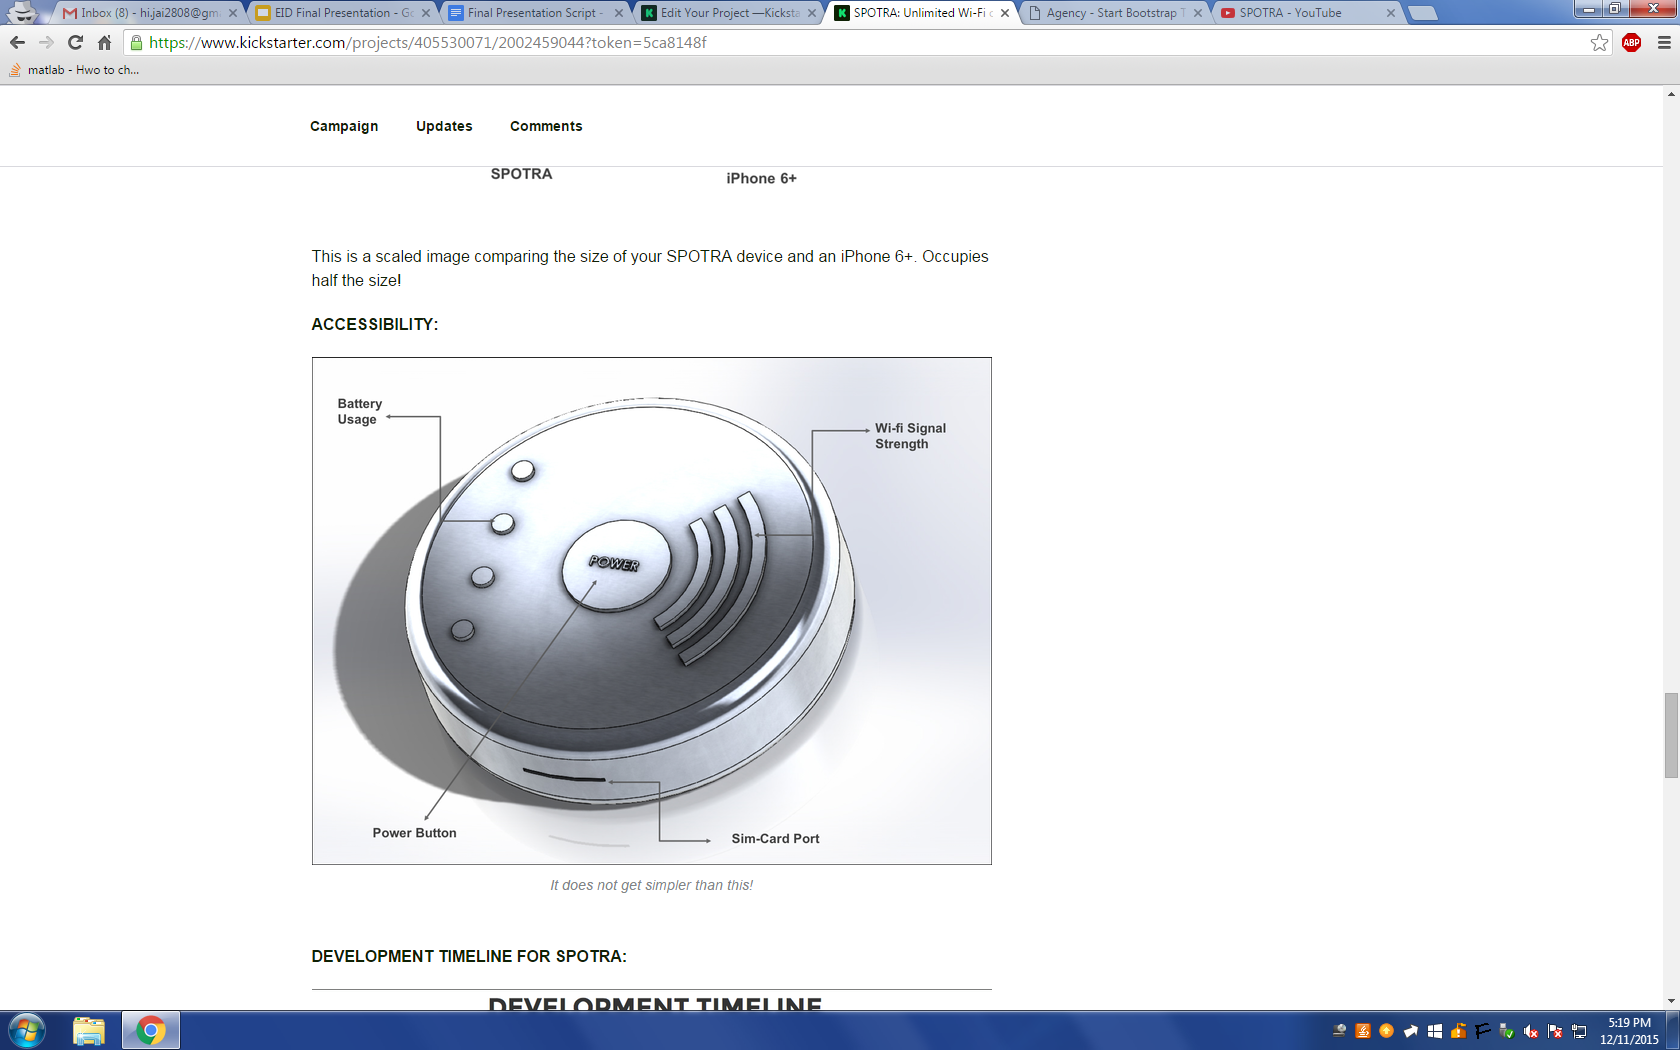 Inbox (8) - hi.jai2808@gm
EID Final Presentation - Go
Final Presentation Script -
Edit Your Project —Kicksta
SPOTRA: Unlimited Wi-Fi o
Agency - Start Bootstrap T
SPOTRA - YouTube
https://www.kickstarter.com/projects/405530071/2002459044?token=5ca8148f
ABP
matlab - Hwo to ch...
Campaign
Updates
Comments
SPOTRA
iPhone 6+
This is a scaled image comparing the size of your SPOTRA device and an iPhone 6+. Occupies
half the size!
ACCESSIBILITY:
Battery
Usage
Wi-fi Signal
Strength
POWER
Power Button
Sim-Card Port
It does not get simpler than this!
DEVELOPMENT TIMELINE FOR SPOTRA:
DEVELOPMENT TIMELINE
5:19 PM
12/11/2015